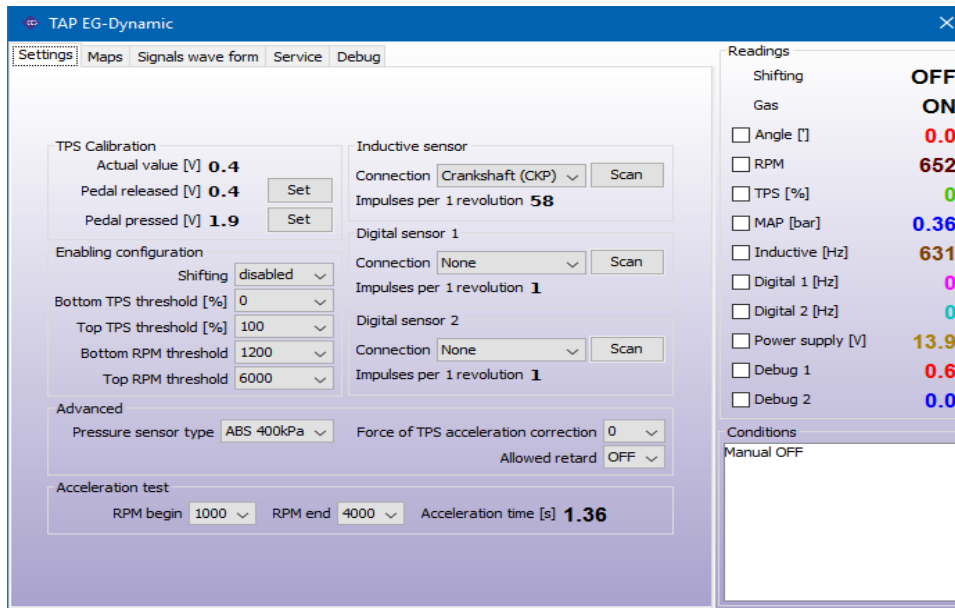 TAP EG-Dynamic
Settings Maps Signals wave form Service Debug
TPS Calibration
Actual value [V] 0.4
Pedal released [V] 0.4 Set
Pedal pressed [V] 1.9 Set
Enabling configuration
Shifting disabled
Bottom TPS threshold [%] 0
Top TPS threshold [%] 100
Bottom RPM threshold 1200
Top RPM threshold 6000
Inductive sensor
Connection Crankshaft (CKP) Scan
Impulses per 1 revolution 58
Digital sensor 1
Connection None Scan
Impulses per 1 revolution 1
Digital sensor 2
Connection None Scan
Impulses per 1 revolution 1
Advanced
Pressure sensor type ABS 400kPa Force of TPS acceleration correction 0
Allowed retard OFF
Acceleration test
RPM begin 1000 RPM end 4000 Acceleration time [s] 1.36
Readings
Shifting OFF
Gas ON
Angle ['] 0.0
RPM 652
TPS [%] 0
MAP [bar] 0.36
Inductive [Hz] 631
Digital 1 [Hz] 0
Digital 2 [Hz] 0
Power supply [V] 13.9
Debug 1 0.6
Debug 2 0.0
Conditions
Manual OFF